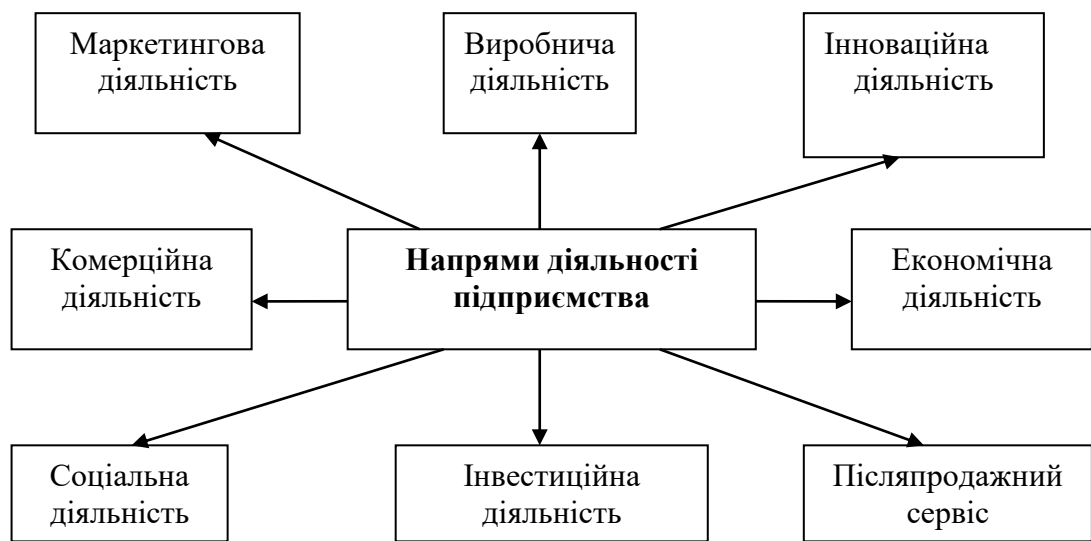 Маркетингова
діяльність
Виробнича
діяльність
Інноваційна
діяльність
Комерційна
діяльність
Напрями діяльності
підприємства
Економічна
діяльність
Соціальна
діяльність
Інвестиційна
діяльність
Післяпродажний
сервіс